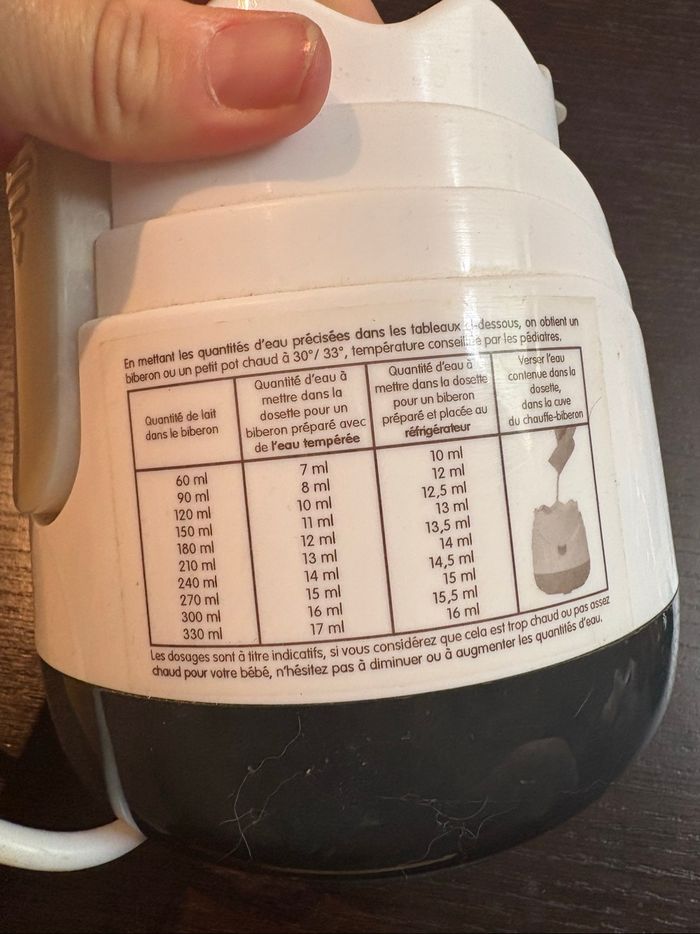 En mettant les quantités d'eau précisées dans les tableaux ci-dessous, on obtient un
biberon ou un petit pot chaud à 30°/ 33°, température conseillée par les pédiatres.
Quantité de lait
dans le biberon
Quantité d'eau à
mettre dans la
dosette pour un
biberon préparé avec
de l'eau tempérée
Quantité d'eau à
mettre dans la dosette
pour un biberon
préparé et placée au
réfrigérateur
Verser l'eau
contenue dans la
dosette,
dans la cuve
du chauffe-biberon
60 ml 7 ml 10 ml
90 ml 8 ml 12 ml
120 ml 10 ml 12,5 ml
150 ml 11 ml 13 ml
180 ml 12 ml 13,5 ml
210 ml 13 ml 14 ml
240 ml 14 ml 14,5 ml
270 ml 15 ml 15 ml
300 ml 16 ml 15,5 ml
330 ml 17 ml 16 ml
Les dosages sont à titre indicatifs, si vous considérez que cela est trop chaud ou pas assez
chaud pour votre bébé, n'hésitez pas à diminuer ou à augmenter les quantités d'eau.